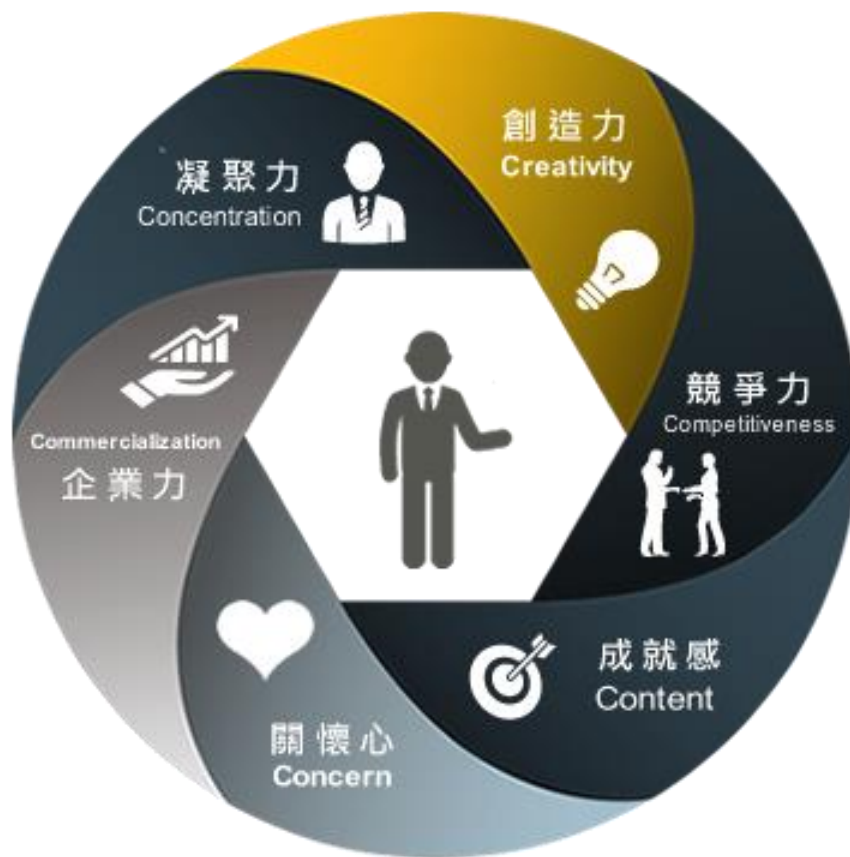 創造力
Creativity
競爭力
Competitiveness
成就感
Content
關懷心
Concern
Commercialization
企業力
凝聚力
Concentration